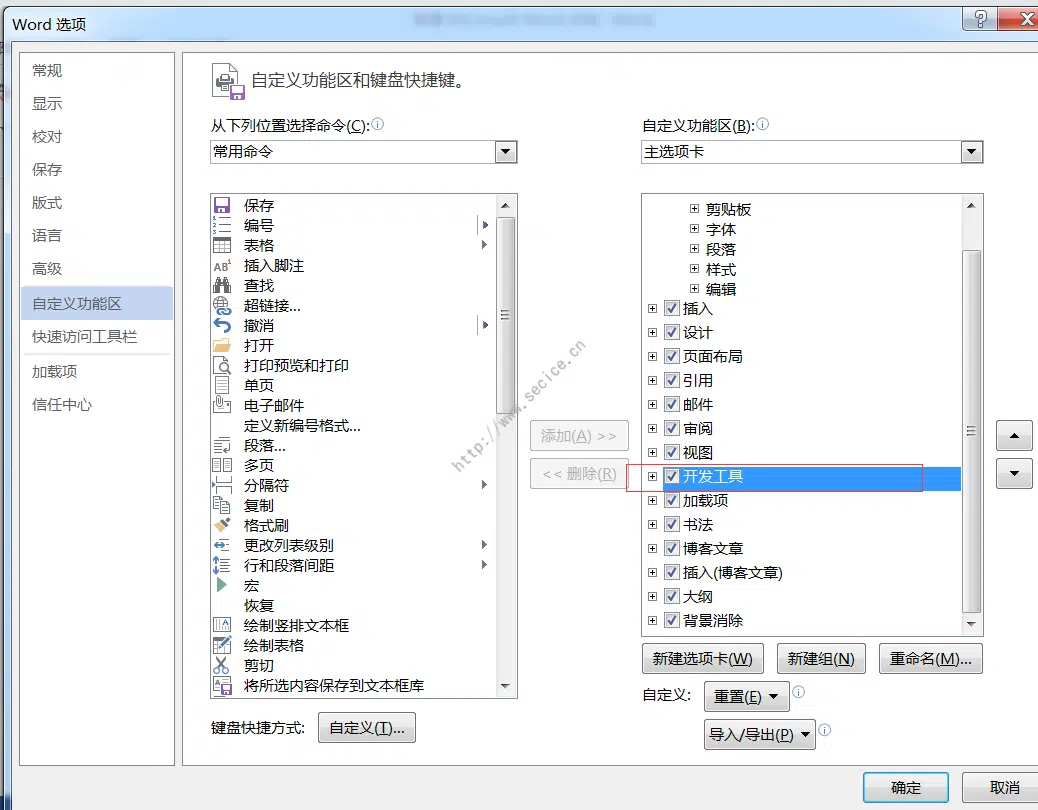 Word 选项
常规
显示
校对
保存
版式
语言
高级
自定义功能区
快速访问工具栏
加载项
信任中心
自定义功能区和键盘快捷键。
从下列位置选择命令(C):
常用命令
保存
编号
表格
插入脚注
查找
超链接...
撤消
打开
打印预览和打印
单页
电子邮件
定义新编号格式...
段落...
多页
分隔符
复制
格式刷
更改列表级别
行和段落间距
宏
恢复
绘制竖排文本框
绘制表格
剪切
将所选内容保存到文本框库
键盘快捷方式:
自定义(T)...
http://www.secice.cn
添加(A) >>
<< 删除(R)
自定义功能区(B):
主选项卡
剪贴板
字体
段落
样式
编辑
插入
设计
页面布局
引用
邮件
审阅
视图
开发工具
加载项
书法
博客文章
插入(博客文章)
大纲
背景消除
新建选项卡(W)
新建组(N)
重命名(M)...
自定义:
重置(E)
导入/导出(P)
确定
取消